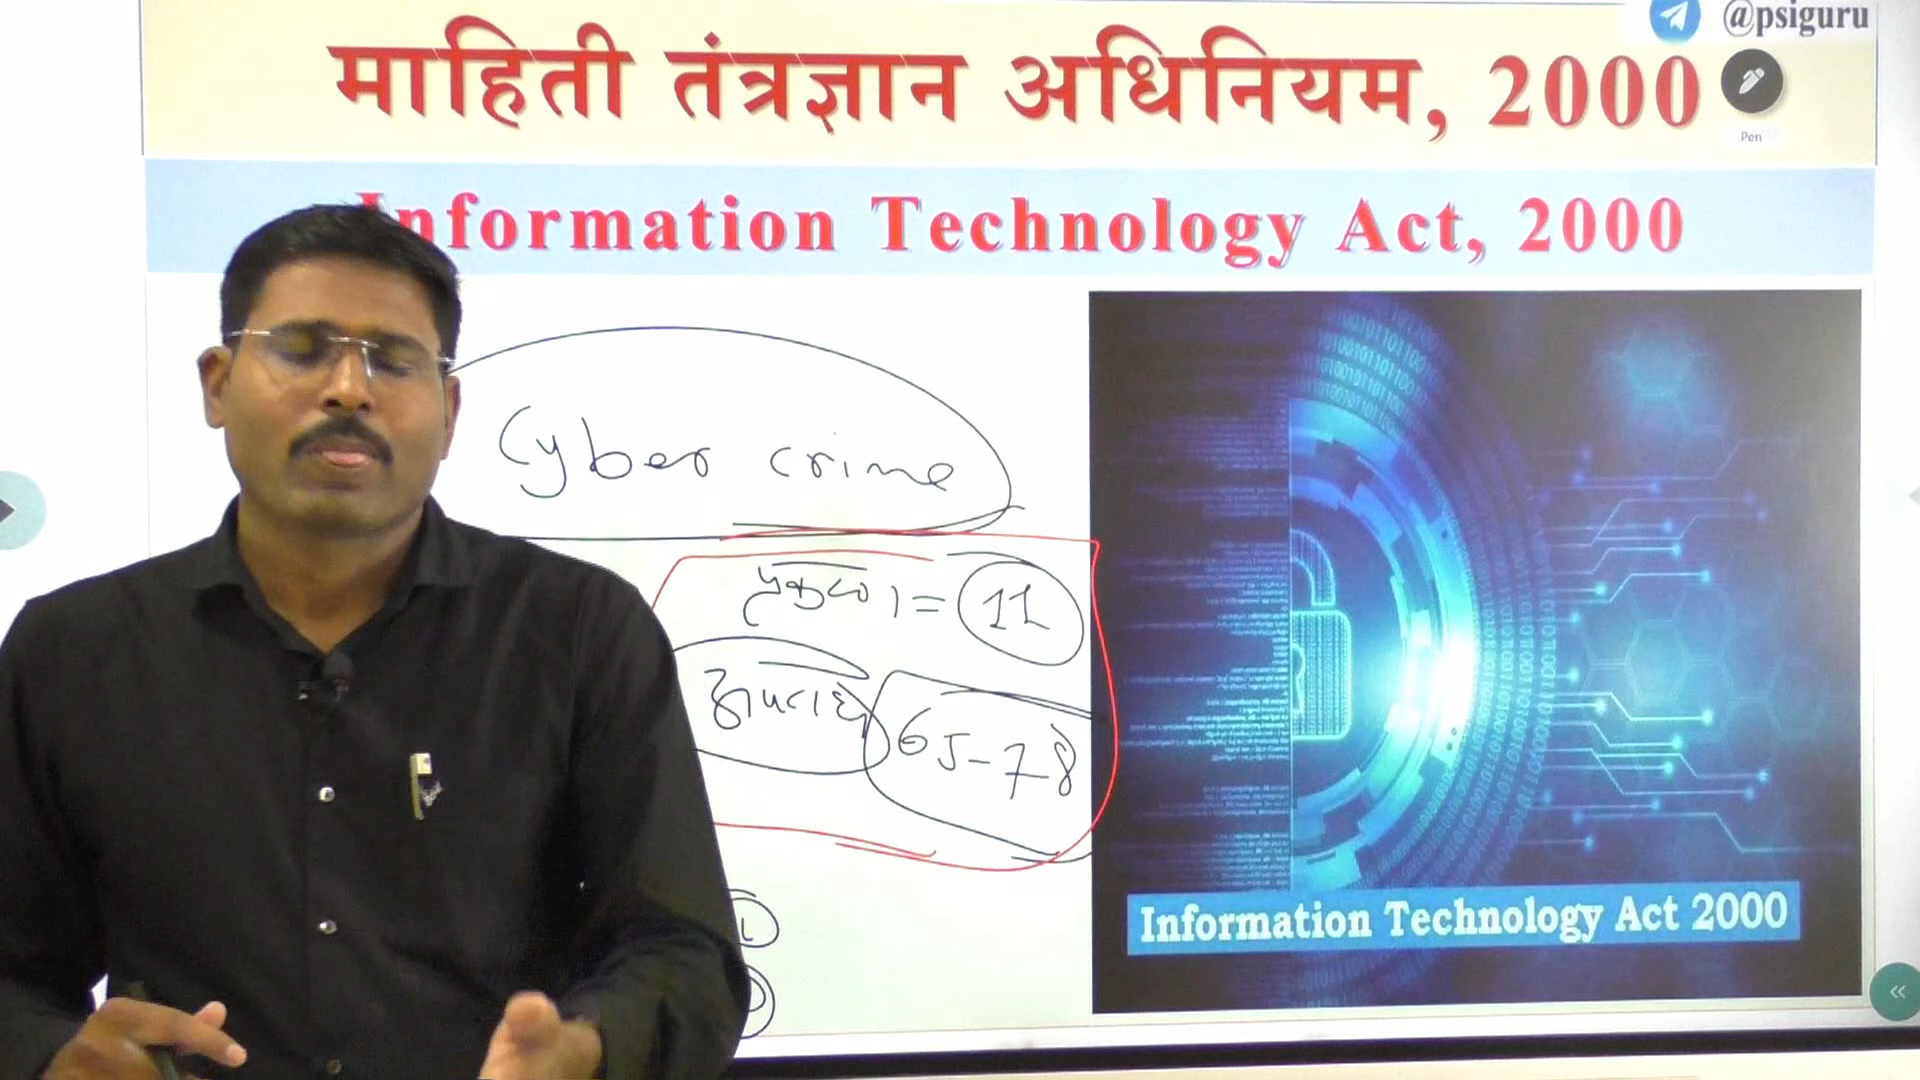 @psiguru
माहिती तंत्रज्ञान अधिनियम, 2000
Pen
Information Technology Act, 2000
Cyber crime
प्रकरण = 11
अपराध 65-78
Information Technology Act 2000